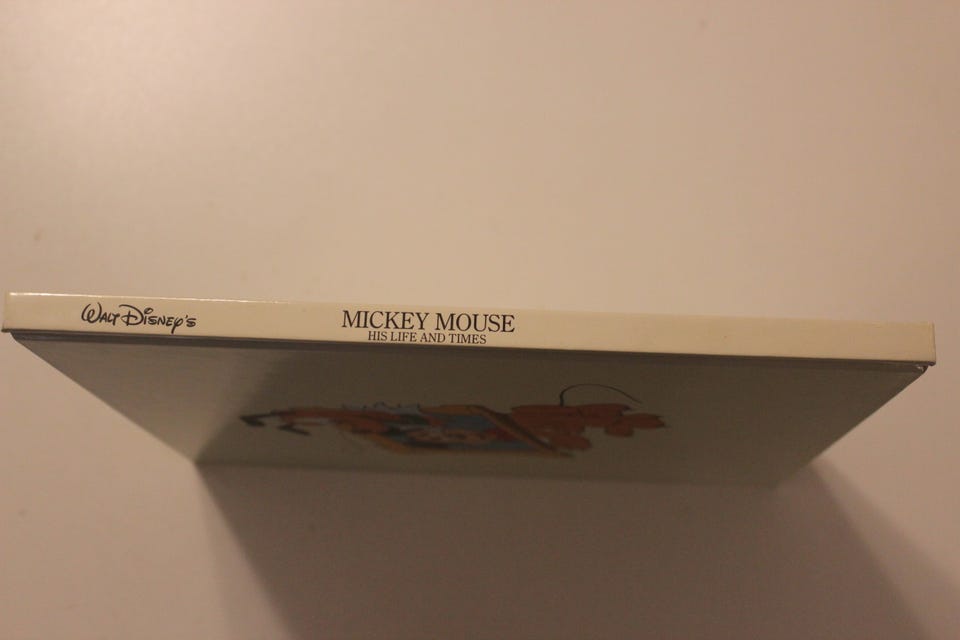 Walt Disney's
MICKEY MOUSE
HIS LIFE AND TIMES